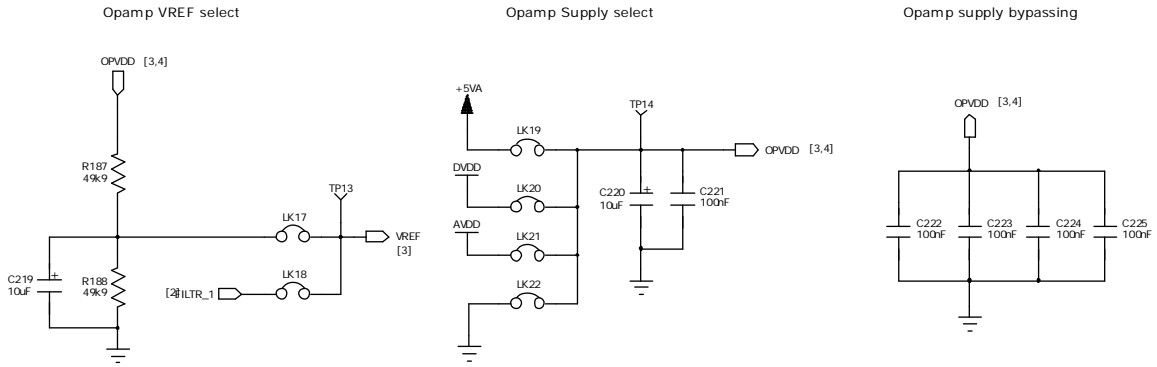 Opamp VREF select
OPVDD [3,4]
R187
49k9
TP13
LK17
VREF
[3]
C219
10uF
+
R188
49k9
LK18
[2]
FILTR_1
Opamp Supply select
+5VA
TP14
LK19
OPVDD [3,4]
DVDD
LK20
C220
10uF
+
C221
100nF
AVDD
LK21
LK22
Opamp supply bypassing
OPVDD [3,4]
C222
100nF
C223
100nF
C224
100nF
C225
100nF